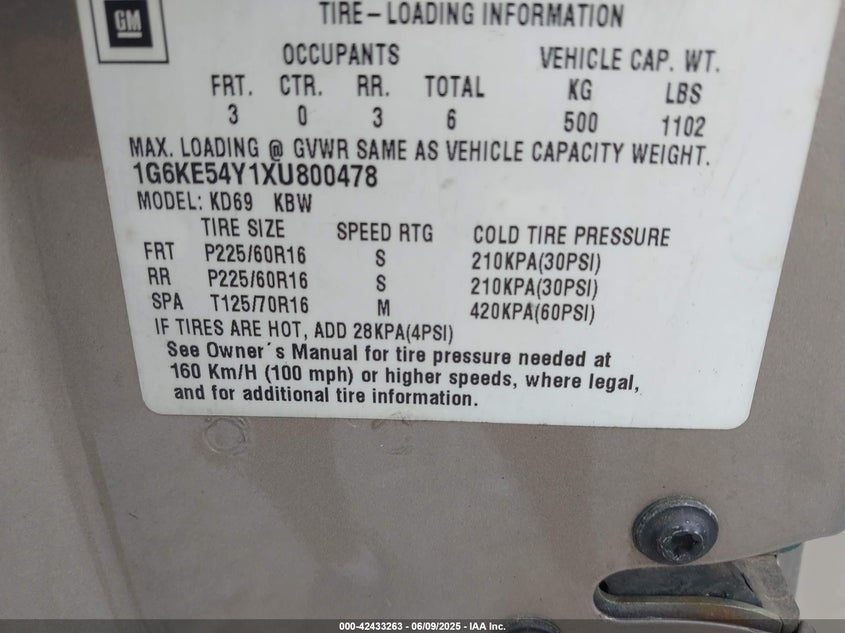 GM
TIRE-LOADING INFORMATION
OCCUPANTS VEHICLE CAP. WT.
FRT. CTR. RR. TOTAL KG LBS
3 0 3 6 500 1102
MAX. LOADING @ GVWR SAME AS VEHICLE CAPACITY WEIGHT.
1G6KE54Y1XU800478
MODEL: KD69 KBW
TIRE SIZE SPEED RTG COLD TIRE PRESSURE
FRT P225/60R16 S 210KPA(30PSI)
RR P225/60R16 S 210KPA(30PSI)
SPA T125/70R16 M 420KPA(60PSI)
IF TIRES ARE HOT, ADD 28KPA(4PSI)
See Owner's Manual for tire pressure needed at
160 Km/H (100 mph) or higher speeds, where legal,
and for additional tire information.
000-42433263 - 06/09/2025 - IAA Inc.